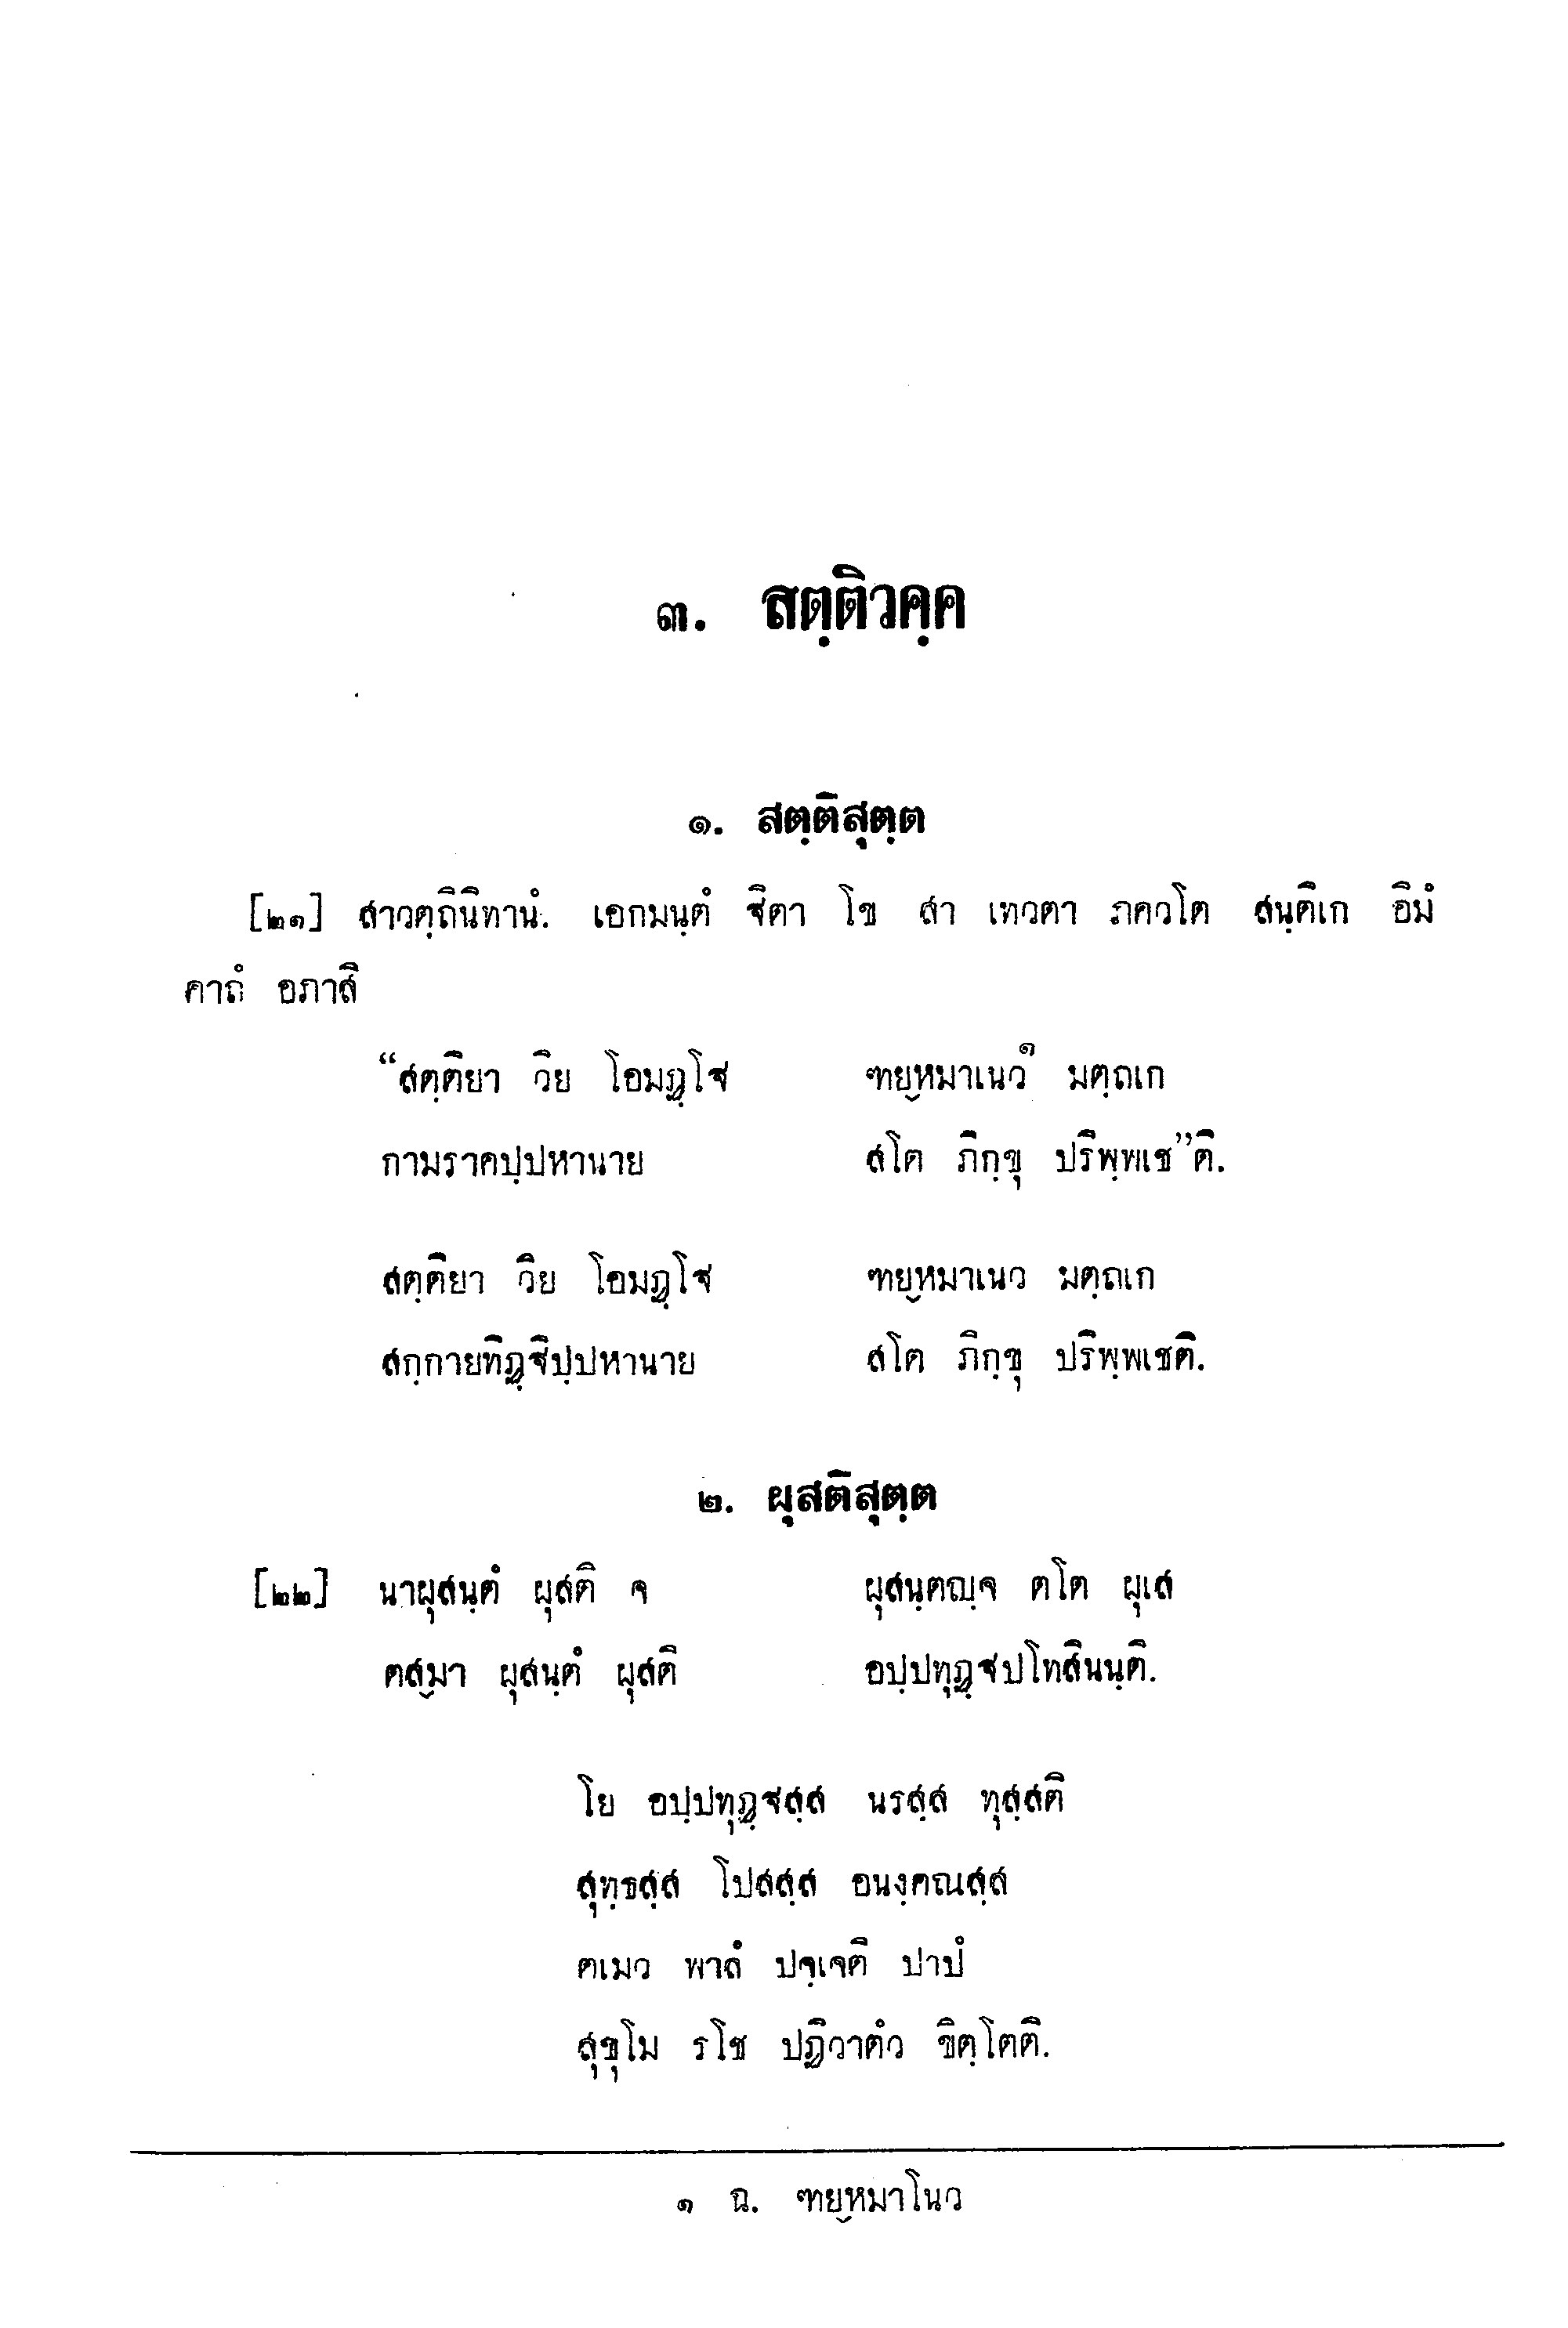 ๓. สตฺติวคฺค
๑. สตฺติสุตฺต
[๒๑] สาวตฺถินิทานํ. เอกมนฺตํ ฐิตา โข สา เทวตา ภควโต สนฺติเก อิมํ
คาถํ อภาสิ
“สตฺติยา วิย โอมฏฺโฐ ฑยฺหมาเนว๑ มตฺถเก
กามราคปฺปหานาย สโต ภิกฺขุ ปริพฺพเช”ติ.
สตฺติยา วิย โอมฏฺโฐ ฑยฺหมาเนว มตฺถเก
สกฺกายทิฏฺฐิปฺปหานาย สโต ภิกฺขุ ปริพฺพเชติ.
๒. ผุสติสุตฺต
[๒๒] นาผุสนฺตํ ผุสติ จ ผุสนฺตญฺจ ตโต ผุเส
ตสฺมา ผุสนฺตํ ผุสติ อปฺปทุฏฺฐปโทสินนฺติ.
โย อปฺปทุฏฺฐสฺส นรสฺส ทุสฺสติ
สุทฺธสฺส โปสสฺส อนงฺคณสฺส
ตเมว พาลํ ปจฺเจติ ปาปํ
สุขุโม รโช ปฏิวาตํว ขิตฺโตติ.
๑ ฉ. ฑยฺหมาโนว